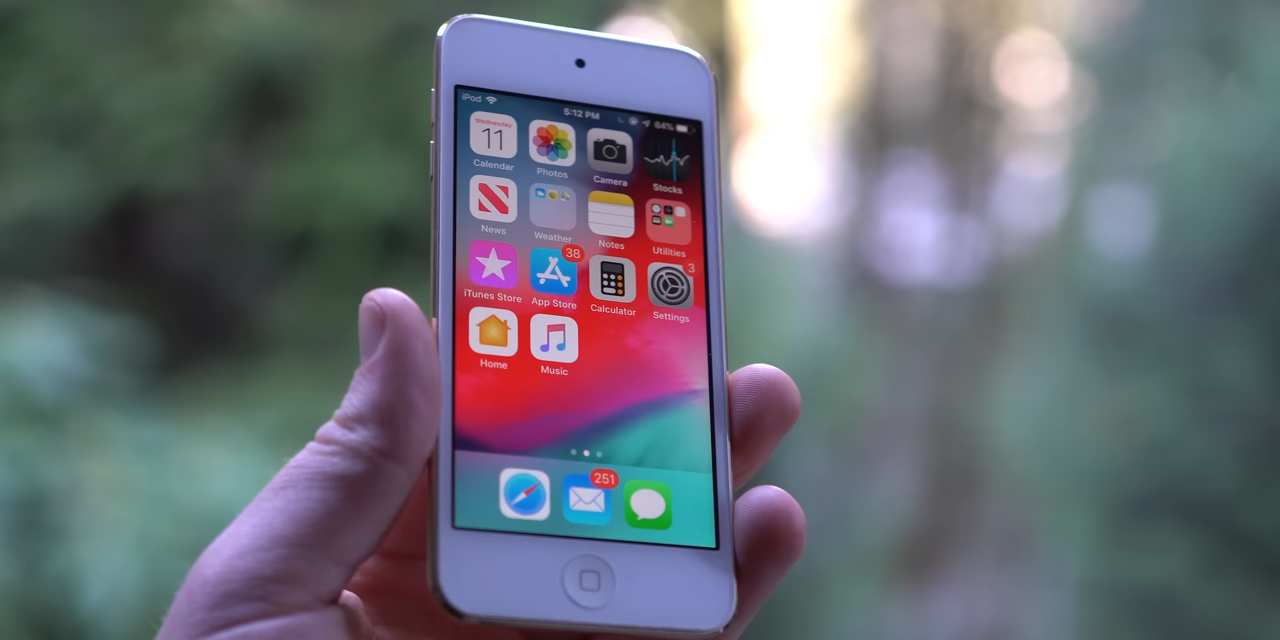 iPod 5:12 PM 64%
Wednesday
11
Calendar Photos Camera Stocks
News Weather Notes Utilities
38 3
iTunes Store App Store Calculator Settings
Home Music
251